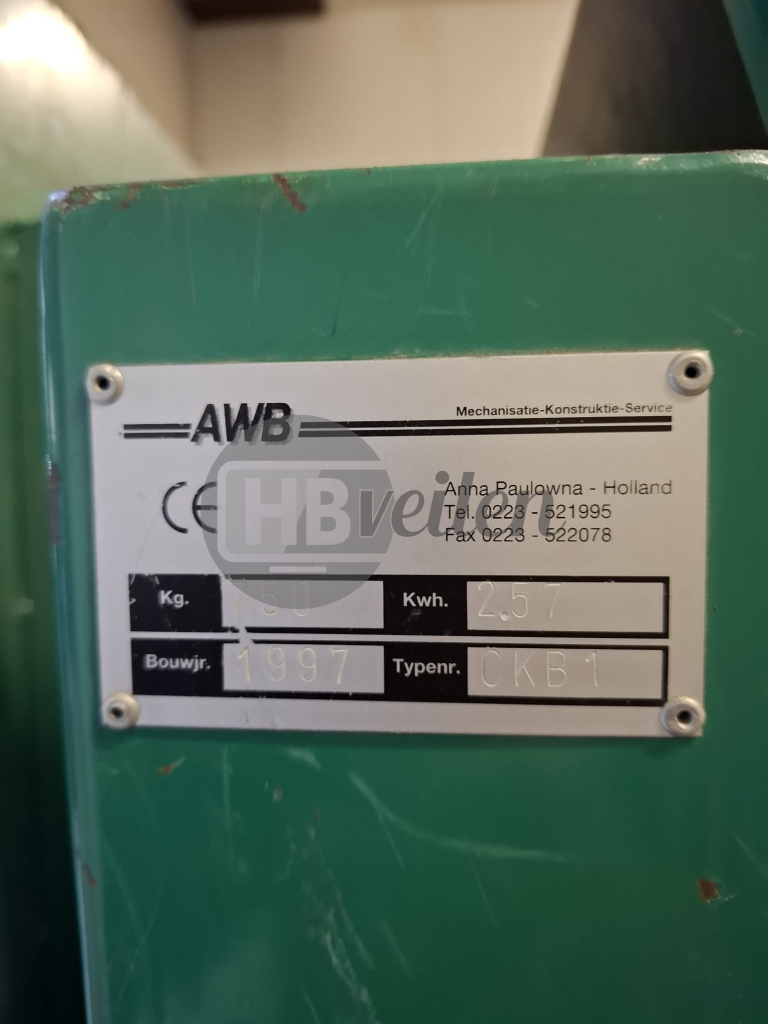 AWB
Mechanisatie-Konstruktie-Service
CE
HBveilen
Anna Paulowna - Holland
Tel. 0223 - 521995
Fax 0223 - 522078
Kg. Kwh. 2.57
Bouwjr. 1997 Typenr. CKB1